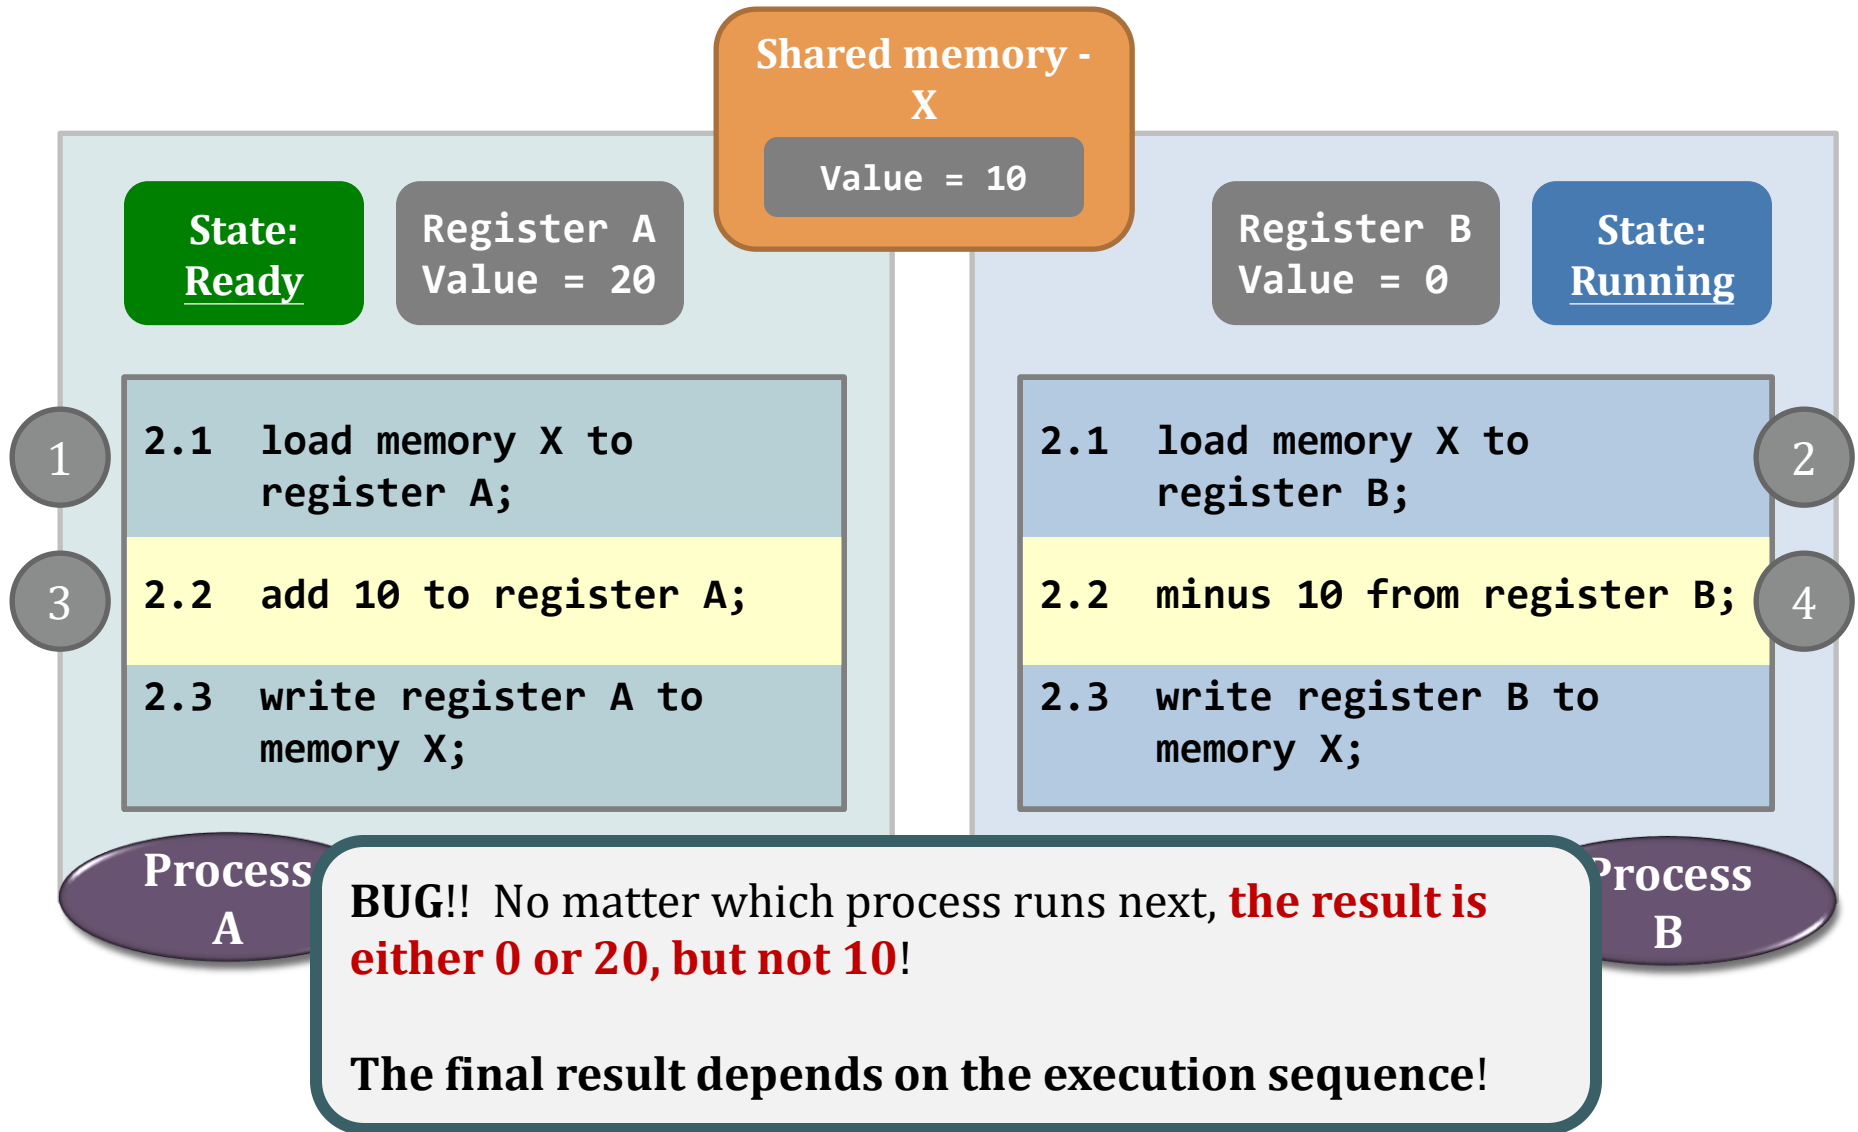 Shared memory -
X
Value = 10
State:
Ready
Register A
Value = 20
Register B
Value = 0
State:
Running
1
2.1 load memory X to
register A;
3
2.2 add 10 to register A;
2.3 write register A to
memory X;
2.1 load memory X to
register B;
2
2.2 minus 10 from register B;
4
2.3 write register B to
memory X;
Process
A
Process
B
BUG!! No matter which process runs next, the result is
either 0 or 20, but not 10!
The final result depends on the execution sequence!